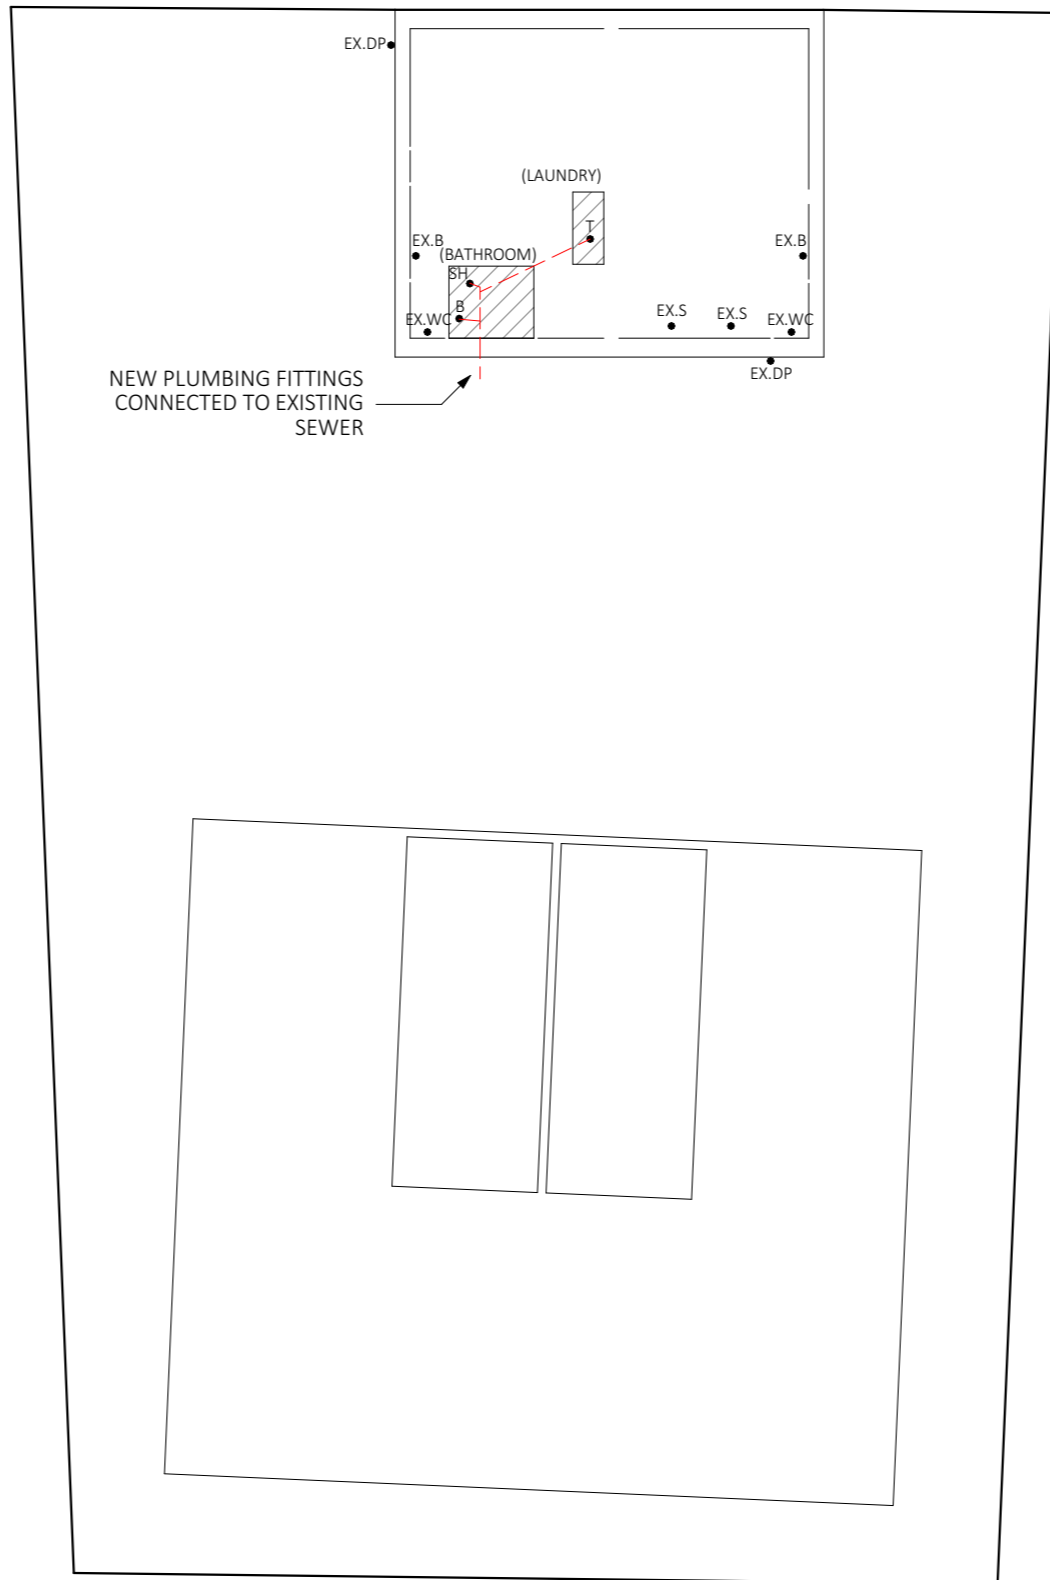 EX.DP
(LAUNDRY)
T
EX.B
(BATHROOM)
EX.B
SH
B
EX.WC
EX.S
EX.S
EX.WC
EX.DP
NEW PLUMBING FITTINGS
CONNECTED TO EXISTING
SEWER